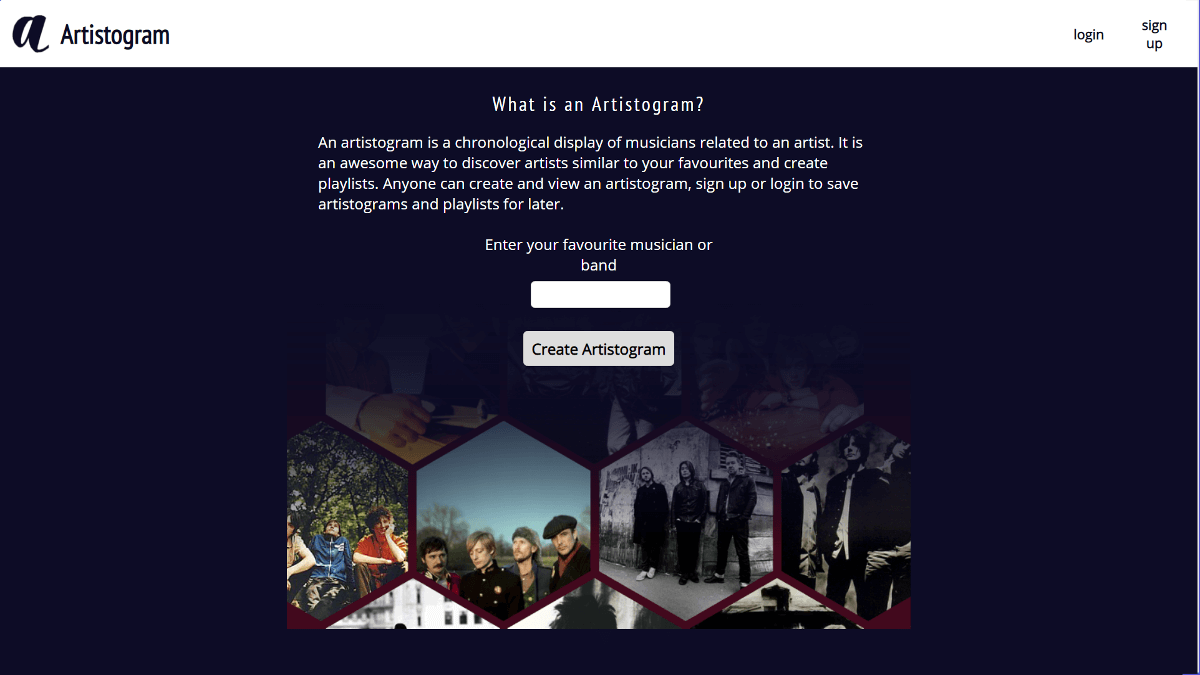 a Artistogram
login
sign
up
What is an Artistogram?
An artistogram is a chronological display of musicians related to an artist. It is
an awesome way to discover artists similar to your favourites and create
playlists. Anyone can create and view an artistogram, sign up or login to save
artistograms and playlists for later.
Enter your favourite musician or
band
Create Artistogram